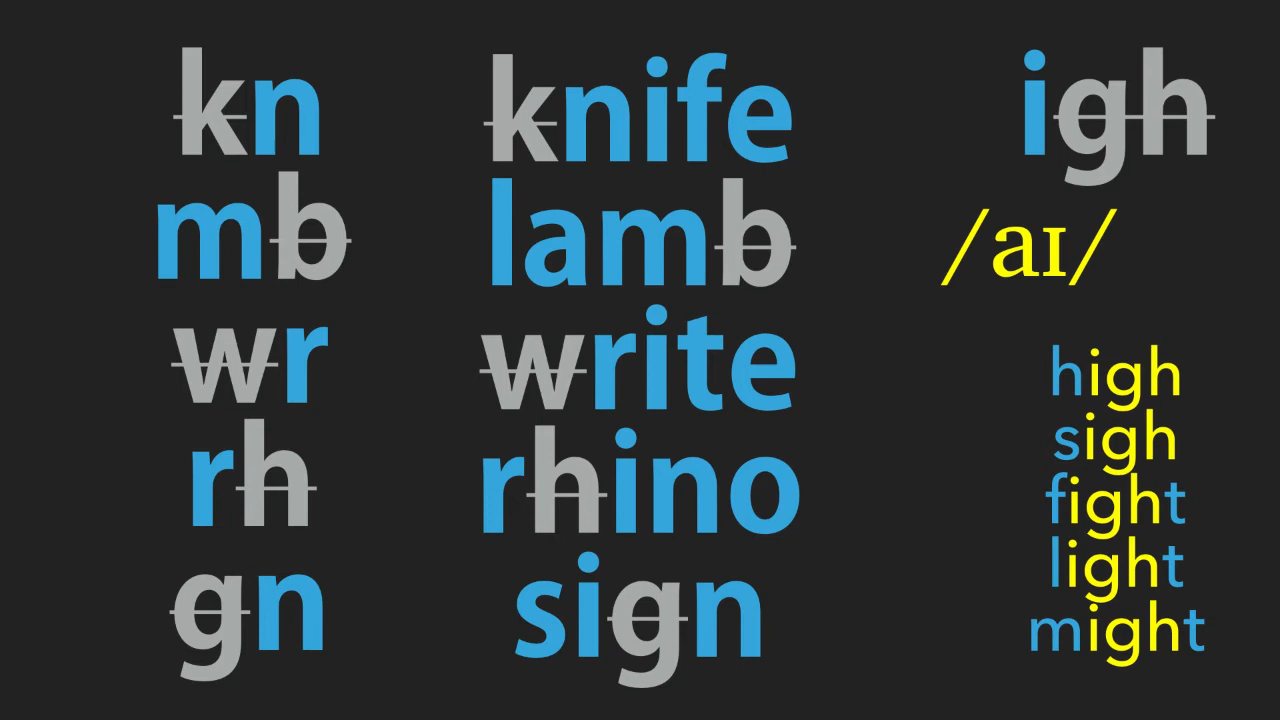 kn
mb
wr
rh
gn
knife
lamb
write
rhino
sign
igh
/aɪ/
high
sigh
fight
light
might